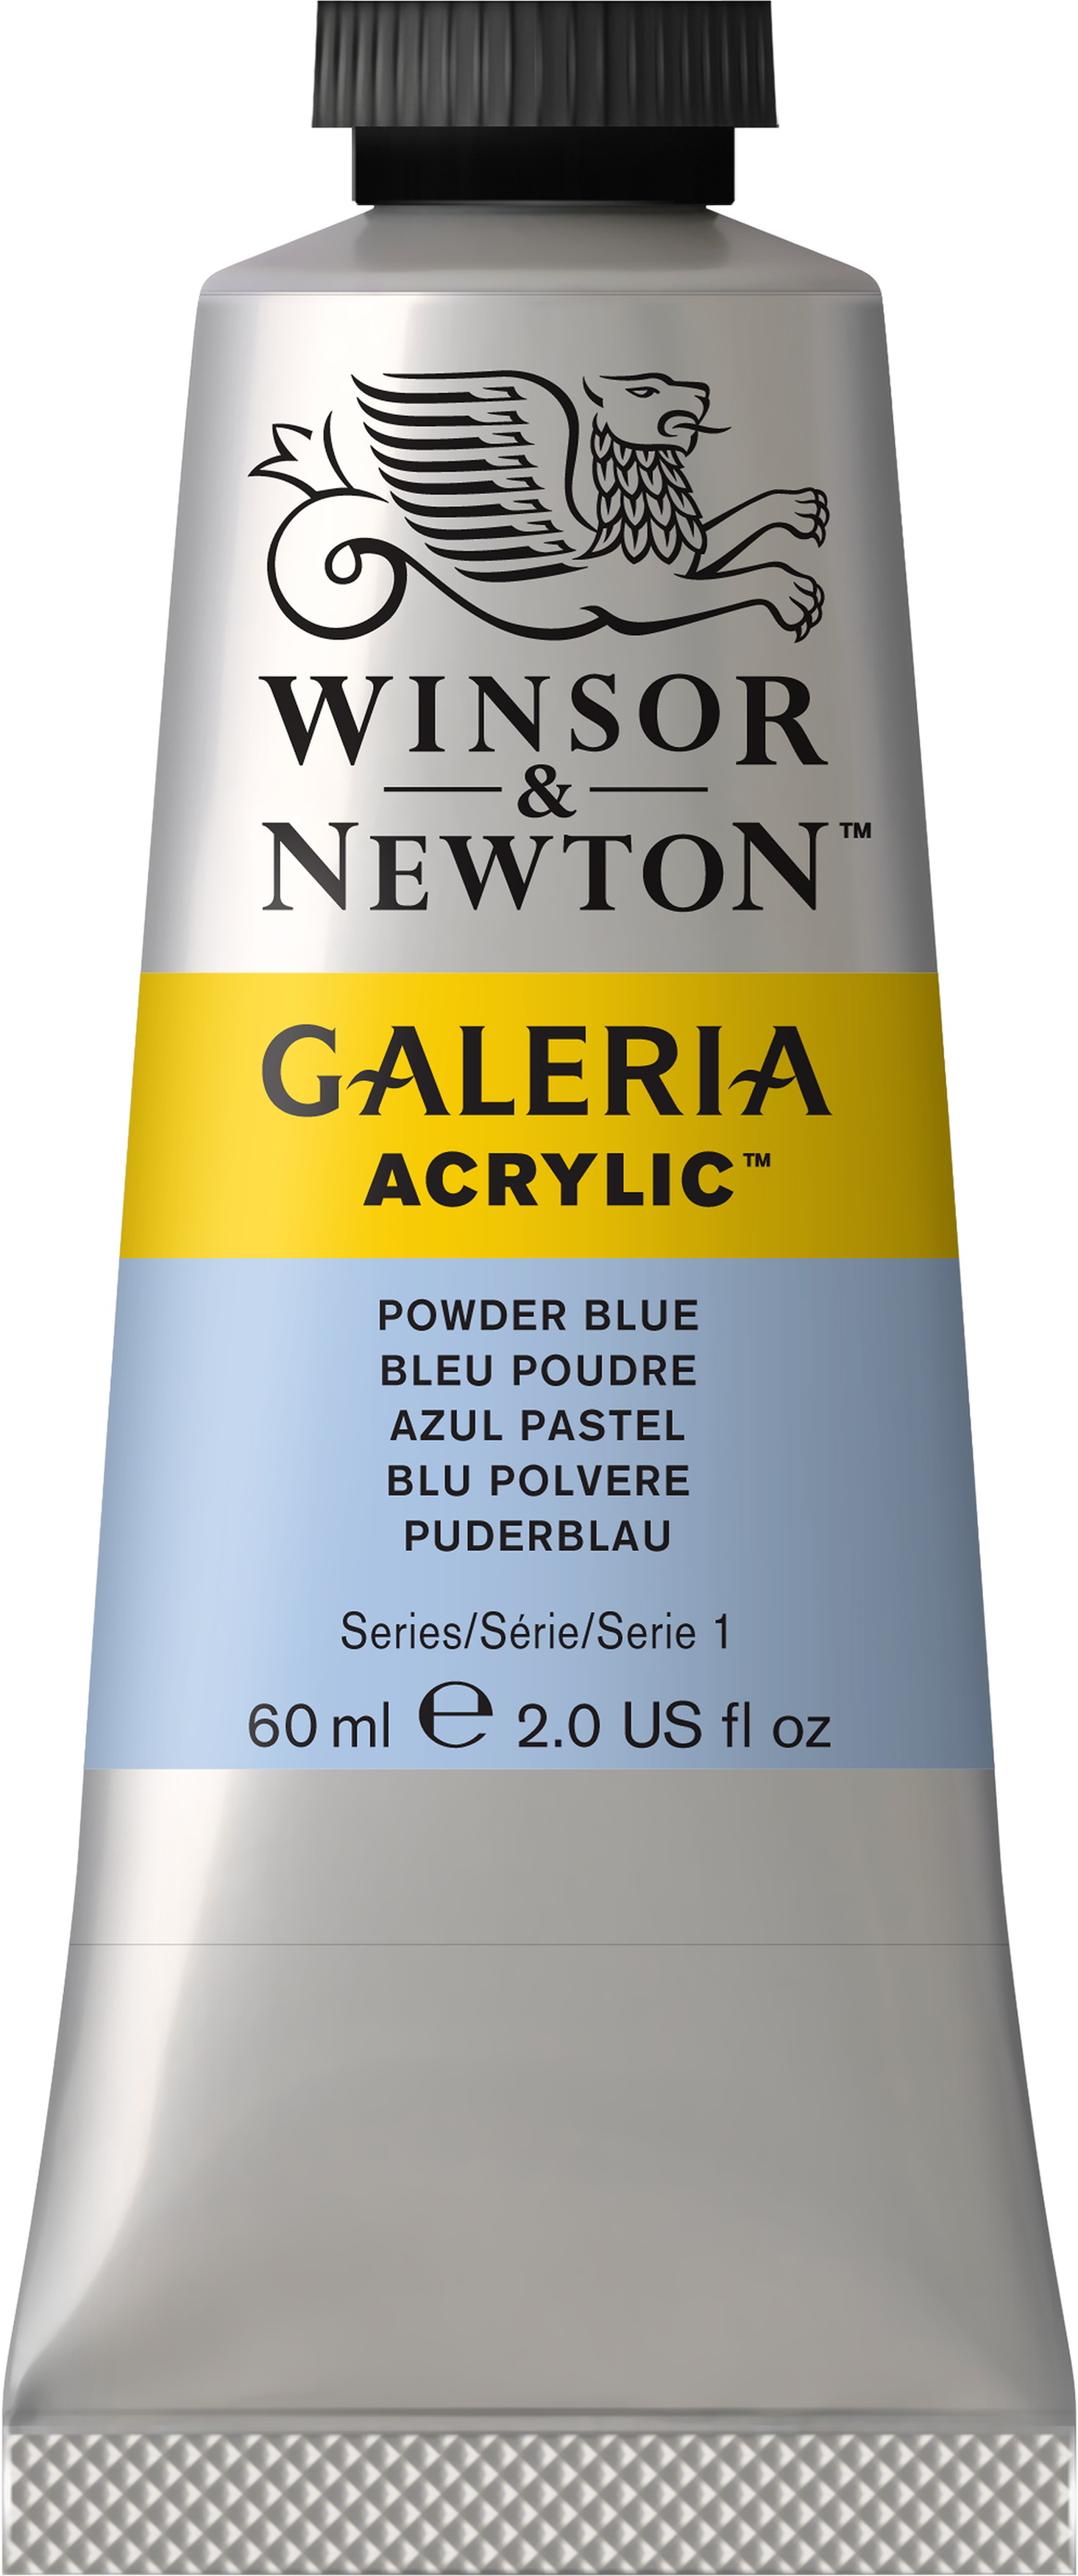 WINSOR
&
NEWTON™
GALERIA
ACRYLIC™
POWDER BLUE
BLEU POUDRE
AZUL PASTEL
BLU POLVERE
PUDERBLAU
Series/Série/Serie 1
60 ml ℮ 2.0 US fl oz